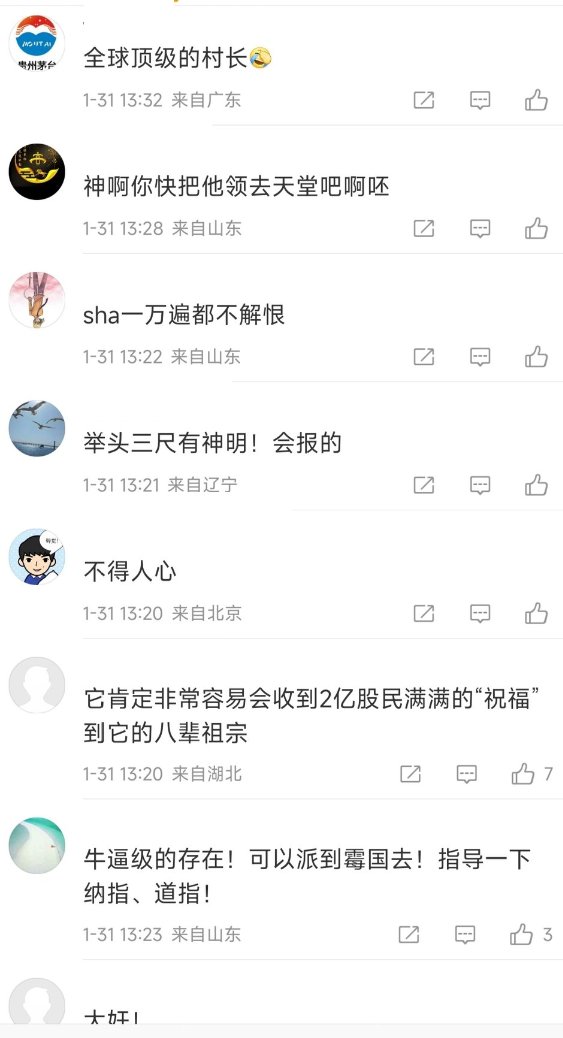 MOUTAI
贵州茅台
全球顶级的村长🤣
1-31 13:32 来自广东
神啊你快把他领去天堂吧啊呸
1-31 13:28 来自山东
sha一万遍都不解恨
1-31 13:22 来自山东
举头三尺有神明！会报的
1-31 13:21 来自辽宁
不得人心
1-31 13:20 来自北京
它肯定非常容易会收到2亿股民满满的“祝福”
到它的八辈祖宗
1-31 13:20 来自湖北
7
牛逼级的存在！可以派到霉国去！指导一下
纳指、道指！
1-31 13:23 来自山东
3
大奸！